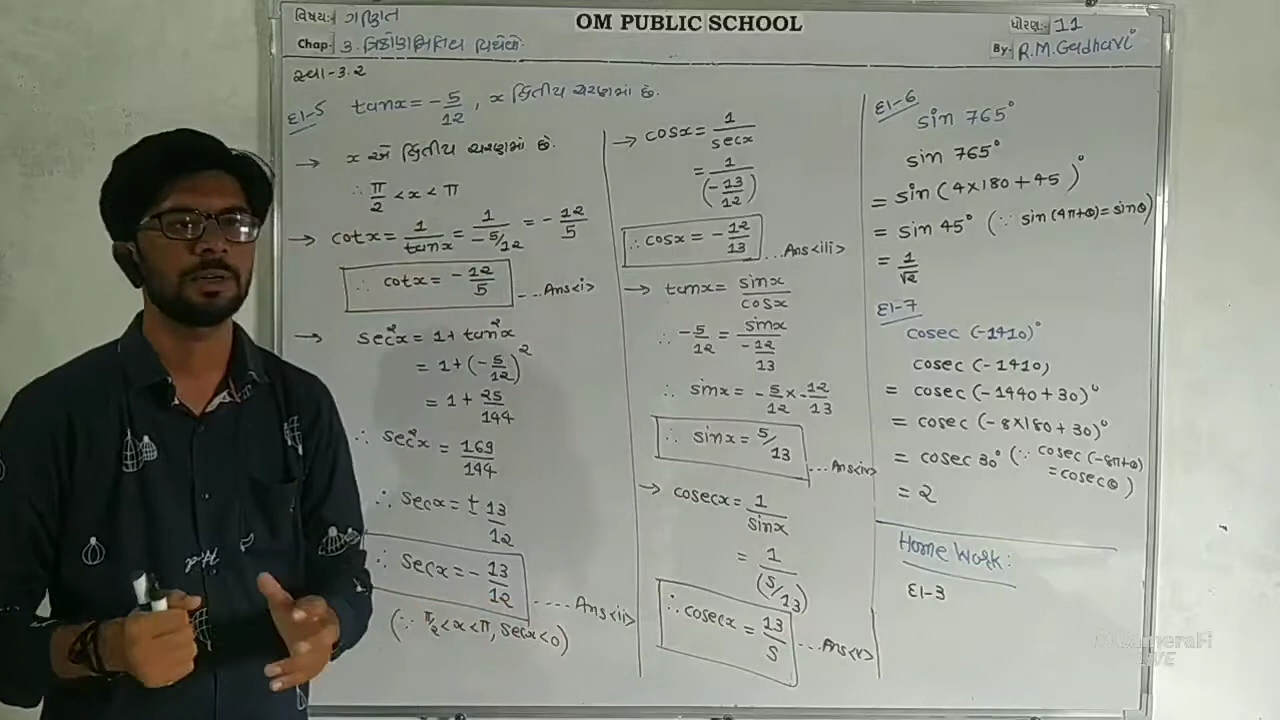 વિષય:- ગણિત
OM PUBLIC SCHOOL
ધોરણ:- 11
Chap:- 3. ત્રિકોણમિતિય વિધેયો.
By:- R.M. Gadhavi
સ્વા-3.2
દા-5 tanx = -5/12, x દ્વિતીય ચરણમાં છે.
→ x એ દ્વિતીય ચરણમાં છે.
∴ π/2 < x < π
→ cotx = 1/tanx = 1/-5/12 = -12/5
∴ cotx = -12/5 ...Ans<i>
→ sec²x = 1 + tan²x
= 1 + (-5/12)²
= 1 + 25/144
∴ sec²x = 169/144
∴ secx = ± 13/12
∴ secx = -13/12 ....Ans<ii>
(∵ π/2 < x < π, secx < 0)
→ cosx = 1/secx
= 1/(-13/12)
∴ cosx = -12/13 ...Ans<iii>
→ tanx = sinx/cosx
∴ -5/12 = sinx/-12/13
∴ sinx = -5/12 × -12/13
∴ sinx = 5/13 ...Ans<iv>
→ cosecx = 1/sinx
= 1/(5/13)
∴ cosecx = 13/5 ...Ans<v>
દા-6
sin 765°
sin 765°
= sin (4×180+45)°
= sin 45° (∵ sin(4π+θ) = sinθ)
= 1/√2
દા-7
cosec (-1410)°
cosec (-1410)
= cosec (-1440+30)°
= cosec (-8×180+30)°
= cosec 30° (∵ cosec (-8π+θ)
= cosecθ)
= 2
Home Work:
દા-3